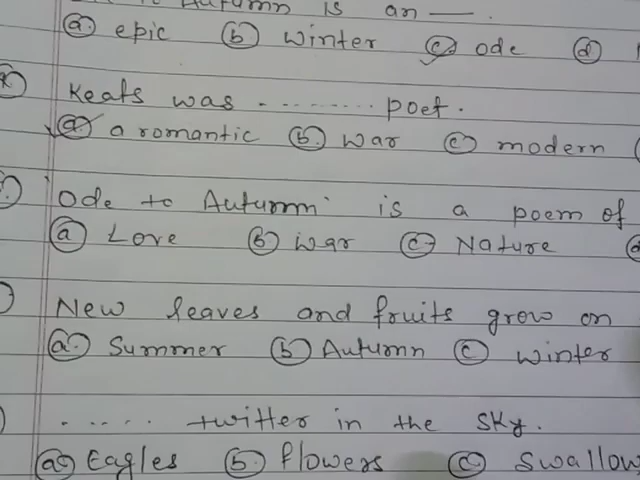 to Autumn is an —.
(a) epic (b) winter (c) ode (d)
Keats was ........ poet.
(a) a romantic (b) war (c) modern
Ode to Autumn is a poem of
(a) Love (b) war (c) Nature (d)
New leaves and fruits grow on
(a) Summer (b) Autumn (c) winter
..... twitter in the sky.
(a) Eagles (b) flowers (c) Swallow